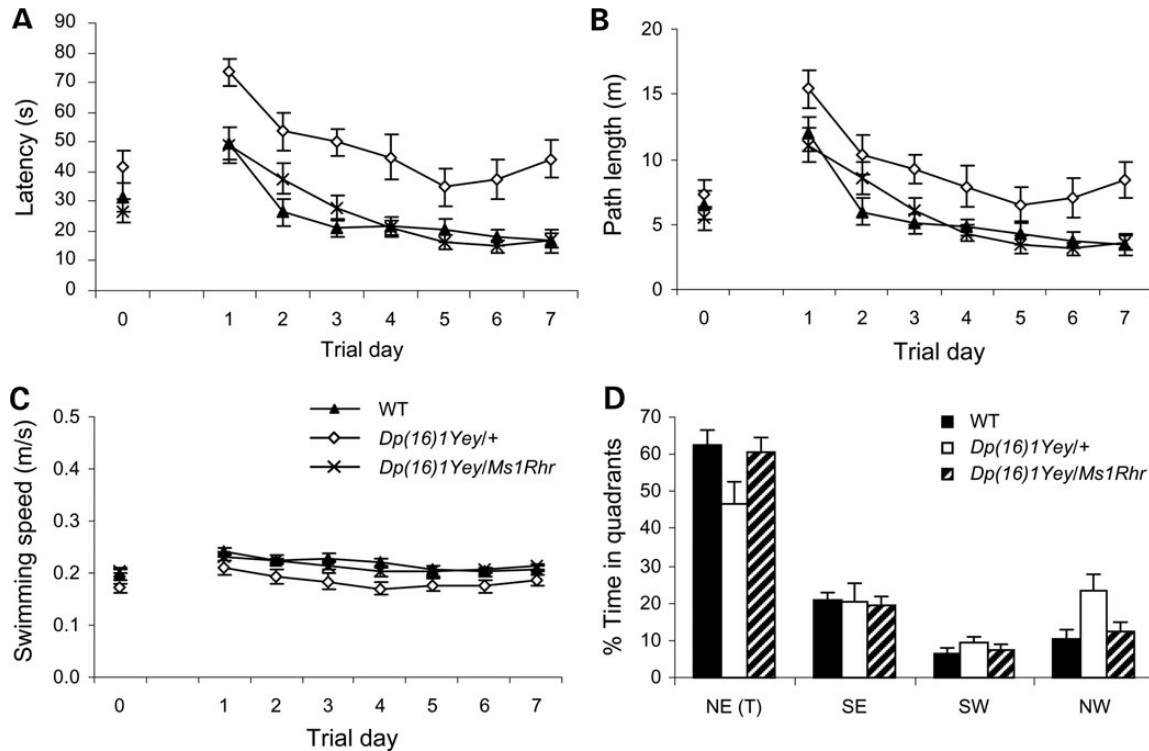 A
Latency (s)
90
80
70
60
50
40
30
20
10
0
0 1 2 3 4 5 6 7
Trial day
B
Path length (m)
20
15
10
5
0
0 1 2 3 4 5 6 7
Trial day
C
Swimming speed (m/s)
0.5
0.4
0.3
0.2
0.1
0.0
WT
Dp(16)1Yey/+
Dp(16)1Yey/Ms1Rhr
0 1 2 3 4 5 6 7
Trial day
D
% Time in quadrants
70
60
50
40
30
20
10
0
WT
Dp(16)1Yey/+
Dp(16)1Yey/Ms1Rhr
NE (T) SE SW NW